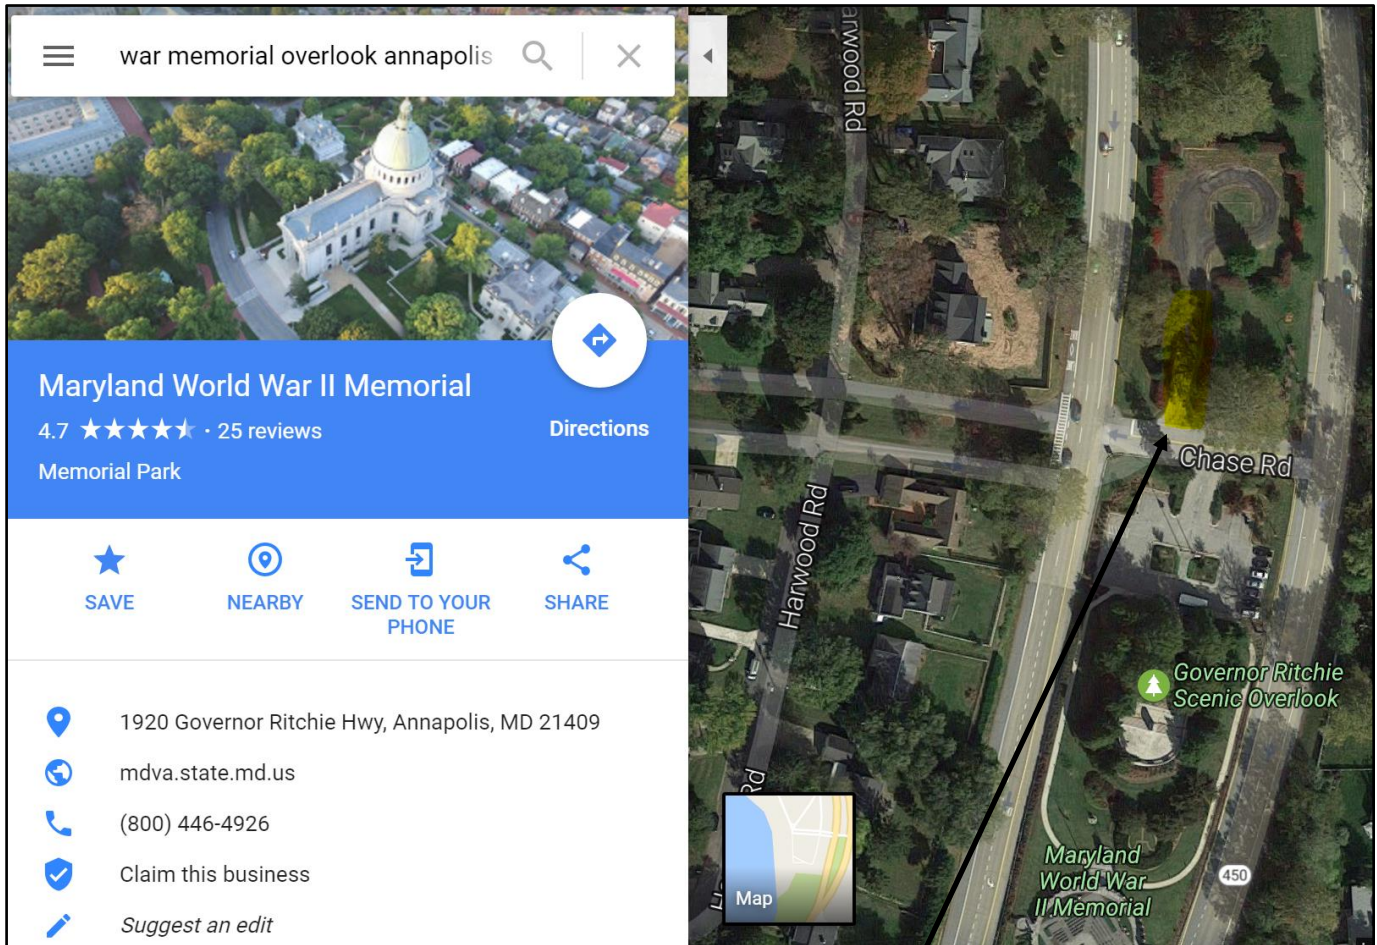 war memorial overlook annapolis
Maryland World War II Memorial
4.7 ★★★★★ · 25 reviews
Directions
Memorial Park
SAVE
NEARBY
SEND TO YOUR
PHONE
SHARE
1920 Governor Ritchie Hwy, Annapolis, MD 21409
mdva.state.md.us
(800) 446-4926
Claim this business
Suggest an edit
arwood Rd
Chase Rd
Harwood Rd
Governor Ritchie
Scenic Overlook
Rd
Map
Maryland
World War
II Memorial
450